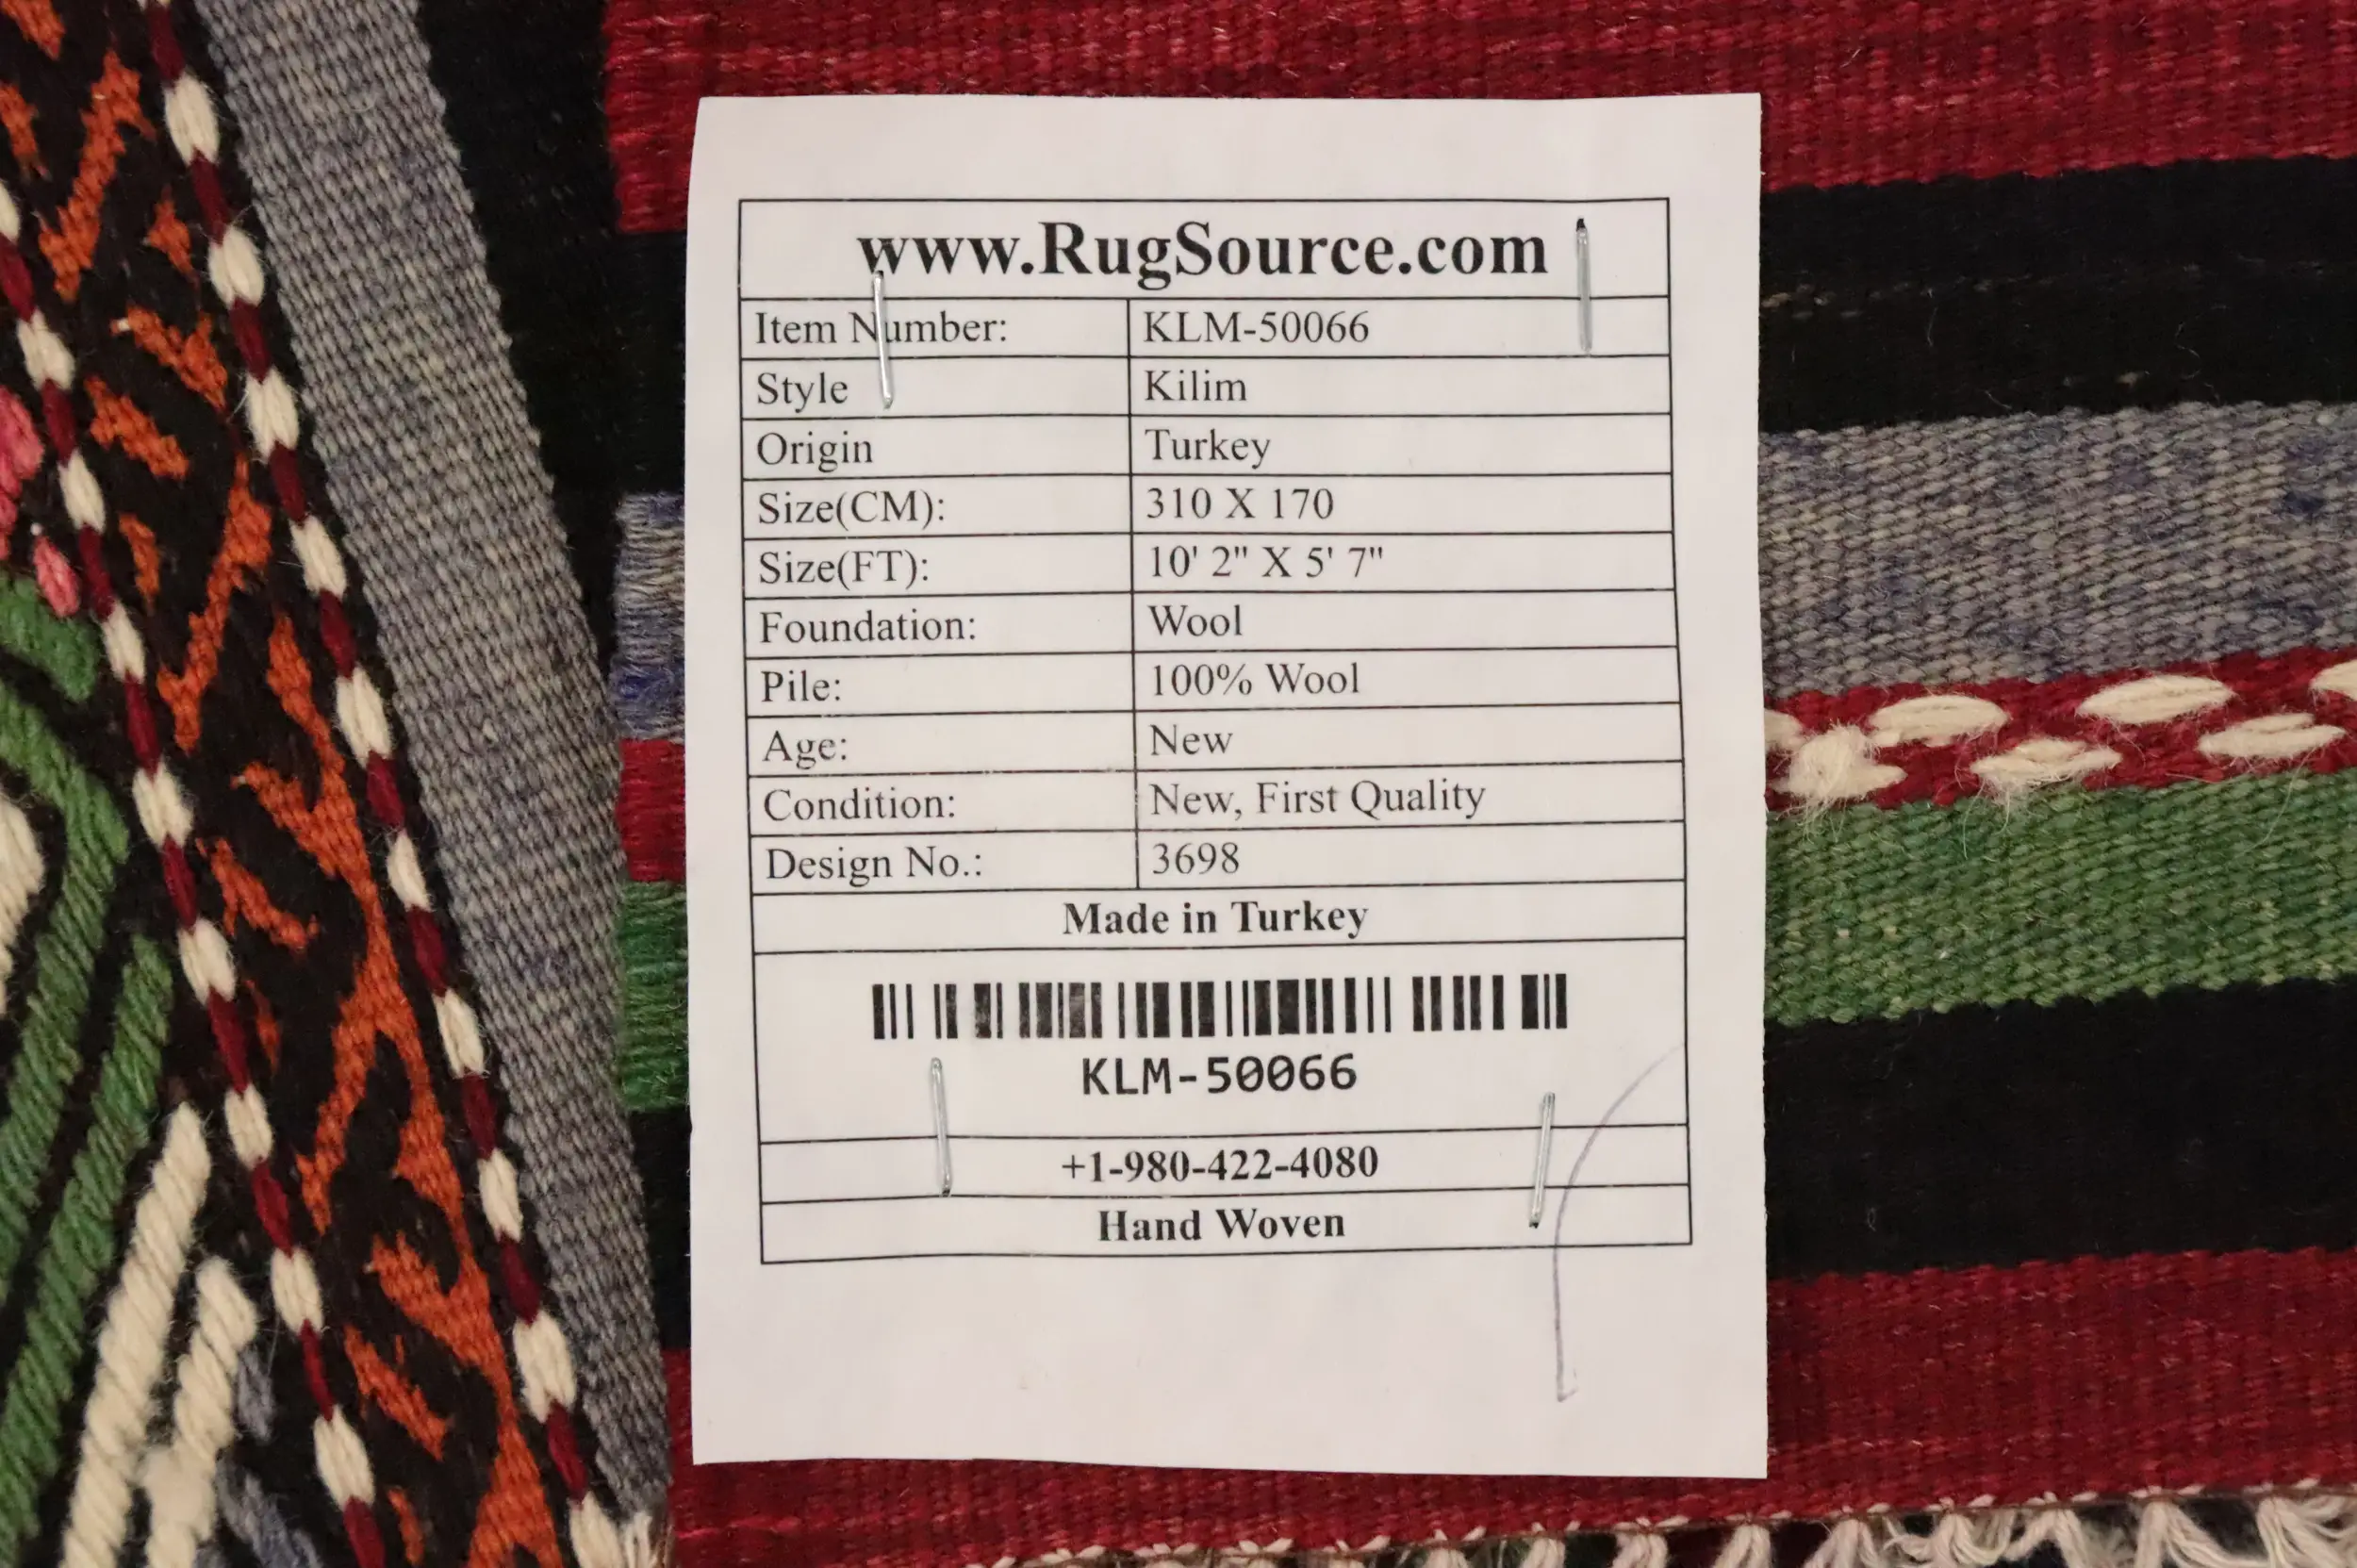 www.RugSource.com
Item Number: KLM-50066
Style Kilim
Origin Turkey
Size(CM): 310 X 170
Size(FT): 10' 2" X 5' 7"
Foundation: Wool
Pile: 100% Wool
Age: New
Condition: New, First Quality
Design No.: 3698
Made in Turkey
KLM-50066
+1-980-422-4080
Hand Woven